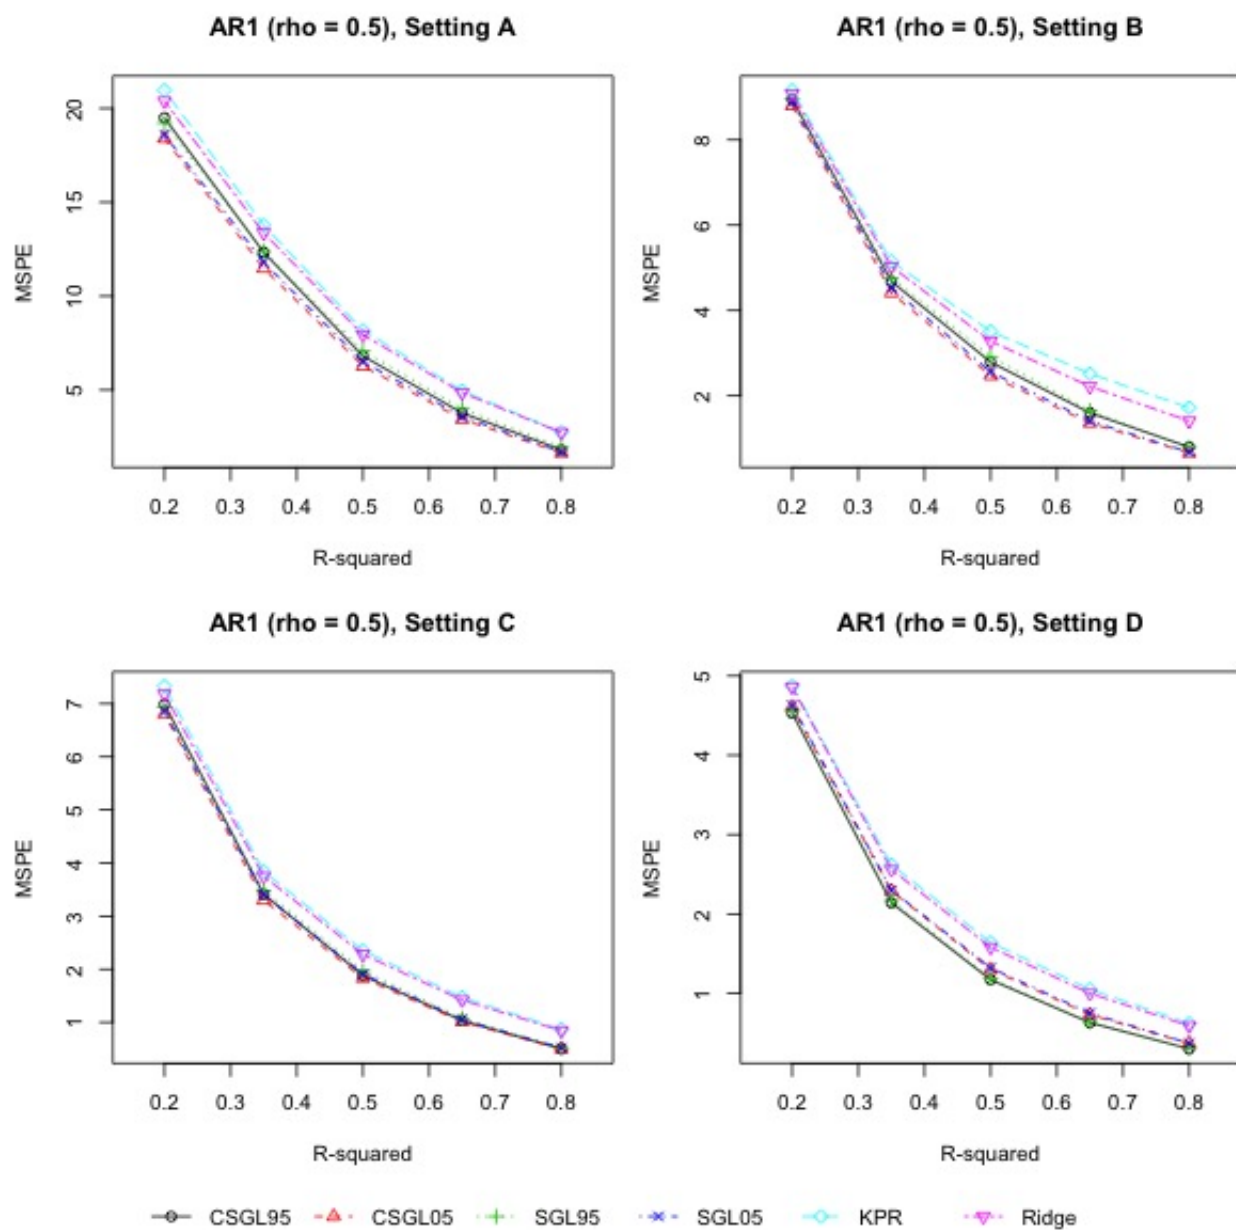 AR1 (rho = 0.5), Setting A
20
15
10
5
MSPE
0.2 0.3 0.4 0.5 0.6 0.7 0.8
R-squared
AR1 (rho = 0.5), Setting B
8
6
4
2
MSPE
0.2 0.3 0.4 0.5 0.6 0.7 0.8
R-squared
AR1 (rho = 0.5), Setting C
7
6
5
4
3
2
1
MSPE
0.2 0.3 0.4 0.5 0.6 0.7 0.8
R-squared
AR1 (rho = 0.5), Setting D
5
4
3
2
1
MSPE
0.2 0.3 0.4 0.5 0.6 0.7 0.8
R-squared
CSGL95 CSGL05 SGL95 SGL05 KPR Ridge